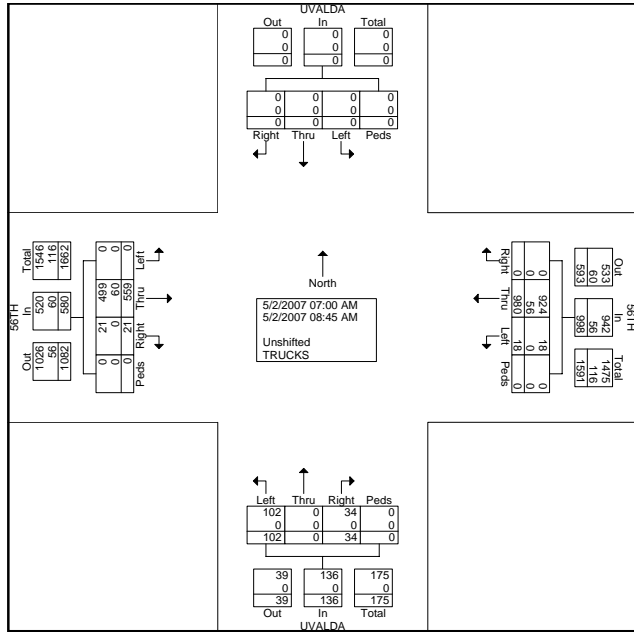 UVALDA
Out In Total
0 0 0
0 0 0
0 0 0
0 0 0 0
0 0 0 0
0 0 0 0
Right Thru Left Peds
56TH
Out In Total
1026 520 1546
56 60 116
1082 580 1662
0 21 499 0
0 0 60 0
0 21 559 0
Peds Right Thru Left
North
5/2/2007 07:00 AM
5/2/2007 08:45 AM
Unshifted
TRUCKS
56TH
Out In Total
533 942 1475
60 56 116
593 998 1591
0 924 18 0
0 56 0 0
0 980 18 0
Right Thru Left Peds
Left Thru Right Peds
102 0 34 0
0 0 0 0
102 0 34 0
39 136 175
0 0 0
39 136 175
Out In Total
UVALDA